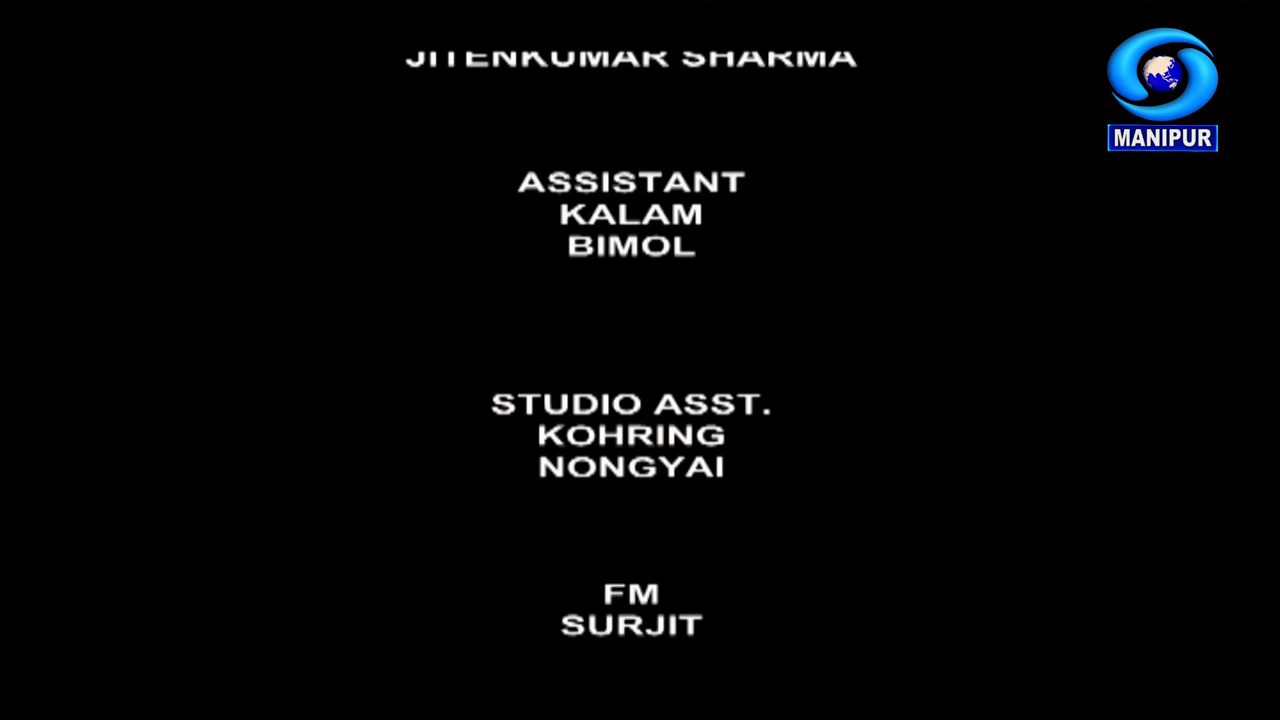 JITENKUMAR SHARMA
MANIPUR
ASSISTANT
KALAM
BIMOL
STUDIO ASST.
KOHRING
NONGYAI
FM
SURJIT